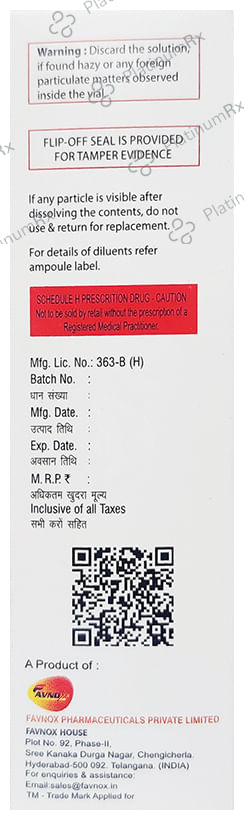 Warning : Discard the solution,
if found hazy or any foreign
particulate matters observed
inside the vial.
FLIP-OFF SEAL IS PROVIDED
FOR TAMPER EVIDENCE
If any particle is visible after
dissolving the contents, do not
use & return for replacement.
For details of diluents refer
ampoule label.
SCHEDULE H PRESCRITION DRUG - CAUTION
Not to be sold by retail without the prescription of a
Registered Medical Practitioner.
Mfg. Lic. No.: 363-B (H)
Batch No. :
धान संख्या :
Mfg. Date. :
उत्पाद तिथि :
Exp. Date. :
अवसान तिथि :
M. R.P. ₹ :
अधिकतम खुदरा मूल्य
Inclusive of all Taxes
सभी करों सहित
A Product of :
FAVNOX
FAVNOX PHARMACEUTICALS PRIVATE LIMITED
FAVNOX HOUSE
Plot No. 92, Phase-II,
Sree Kanaka Durga Nagar, Chengicherla.
Hyderabad-500 092. Telangana. (INDIA)
For enquiries & assistance:
Email:sales@favnox.in
TM - Trade Mark Applied for
PlatinumRx